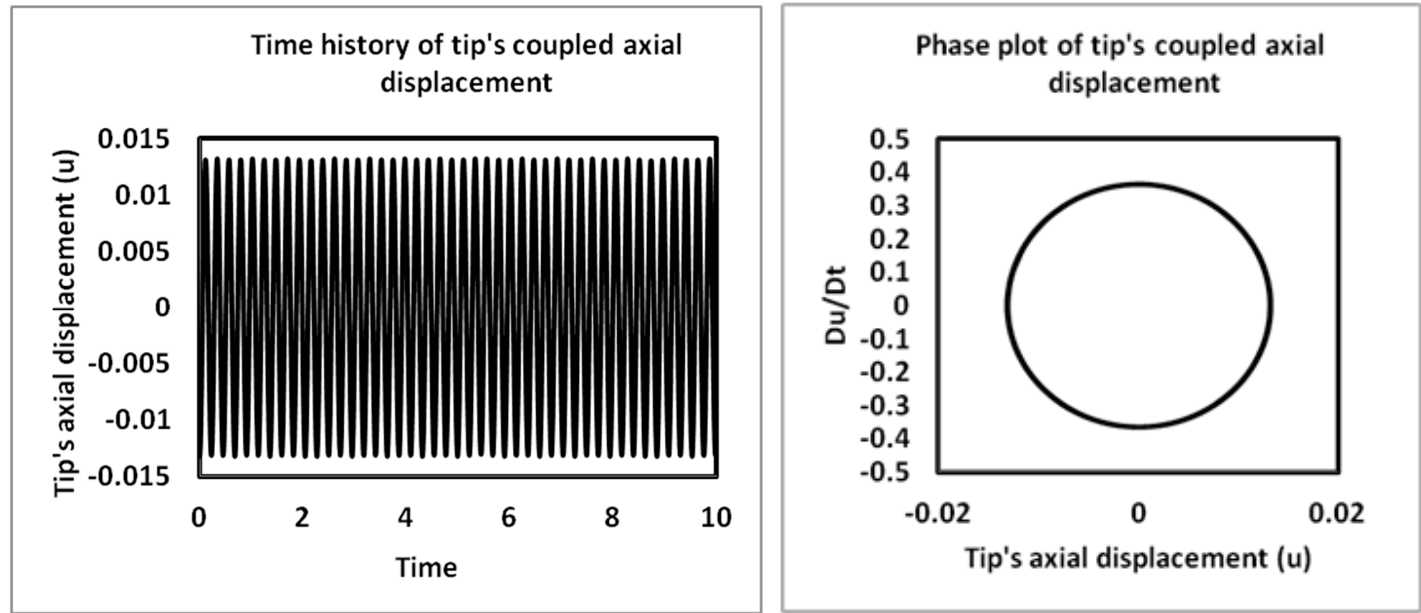 Time history of tip's coupled axial
displacement
Tip's axial displacement (u)
0.015
0.01
0.005
0
-0.005
-0.01
-0.015
0 2 4 6 8 10
Time
Phase plot of tip's coupled axial
displacement
Du/Dt
0.5
0.4
0.3
0.2
0.1
0
-0.1
-0.2
-0.3
-0.4
-0.5
-0.02 0 0.02
Tip's axial displacement (u)